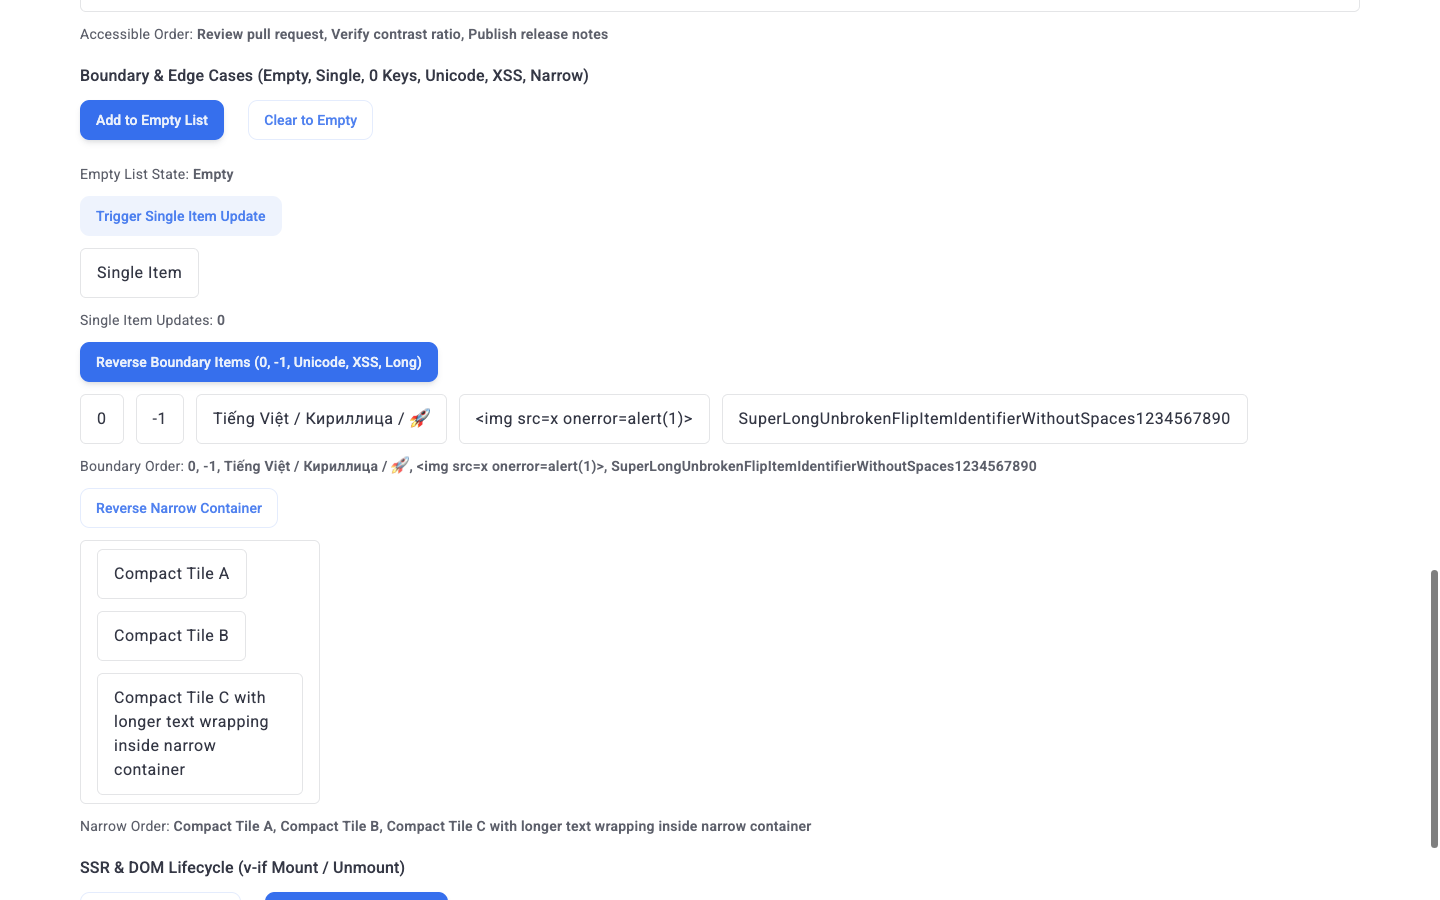 Accessible Order: Review pull request, Verify contrast ratio, Publish release notes
Boundary & Edge Cases (Empty, Single, 0 Keys, Unicode, XSS, Narrow)
Add to Empty List
Clear to Empty
Empty List State: Empty
Trigger Single Item Update
Single Item
Single Item Updates: 0
Reverse Boundary Items (0, -1, Unicode, XSS, Long)
0
-1
Tiếng Việt / Кириллица / 🚀
<img src=x onerror=alert(1)>
SuperLongUnbrokenFlipItemIdentifierWithoutSpaces1234567890
Boundary Order: 0, -1, Tiếng Việt / Кириллица / 🚀, <img src=x onerror=alert(1)>, SuperLongUnbrokenFlipItemIdentifierWithoutSpaces1234567890
Reverse Narrow Container
Compact Tile A
Compact Tile B
Compact Tile C with
longer text wrapping
inside narrow
container
Narrow Order: Compact Tile A, Compact Tile B, Compact Tile C with longer text wrapping inside narrow container
SSR & DOM Lifecycle (v-if Mount / Unmount)